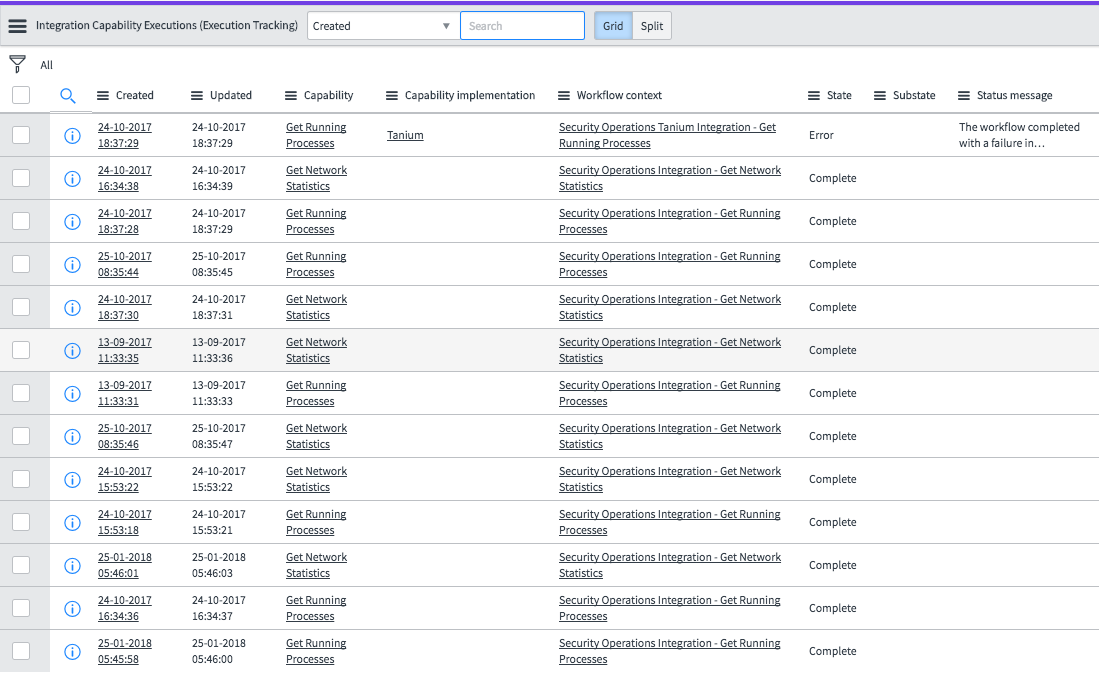 Integration Capability Executions (Execution Tracking) Created Search Grid Split
All
Created Updated Capability Capability implementation Workflow context State Substate Status message
24-10-2017 24-10-2017 Get Running Security Operations Tanium Integration - Get The workflow completed
Tanium Error
18:37:29 18:37:29 Processes Running Processes with a failure in…
24-10-2017 24-10-2017 Get Network Security Operations Integration - Get Network
Complete
16:34:38 16:34:39 Statistics Statistics
24-10-2017 24-10-2017 Get Running Security Operations Integration - Get Running
Complete
18:37:28 18:37:29 Processes Processes
25-10-2017 25-10-2017 Get Running Security Operations Integration - Get Running
Complete
08:35:44 08:35:45 Processes Processes
24-10-2017 24-10-2017 Get Network Security Operations Integration - Get Network
Complete
18:37:30 18:37:31 Statistics Statistics
13-09-2017 13-09-2017 Get Network Security Operations Integration - Get Network
Complete
11:33:35 11:33:36 Statistics Statistics
13-09-2017 13-09-2017 Get Running Security Operations Integration - Get Running
Complete
11:33:31 11:33:33 Processes Processes
25-10-2017 25-10-2017 Get Network Security Operations Integration - Get Network
Complete
08:35:46 08:35:47 Statistics Statistics
24-10-2017 24-10-2017 Get Network Security Operations Integration - Get Network
Complete
15:53:22 15:53:22 Statistics Statistics
24-10-2017 24-10-2017 Get Running Security Operations Integration - Get Running
Complete
15:53:18 15:53:21 Processes Processes
25-01-2018 25-01-2018 Get Network Security Operations Integration - Get Network
Complete
05:46:01 05:46:03 Statistics Statistics
24-10-2017 24-10-2017 Get Running Security Operations Integration - Get Running
Complete
16:34:36 16:34:37 Processes Processes
25-01-2018 25-01-2018 Get Running Security Operations Integration - Get Running
Complete
05:45:58 05:46:00 Processes Processes